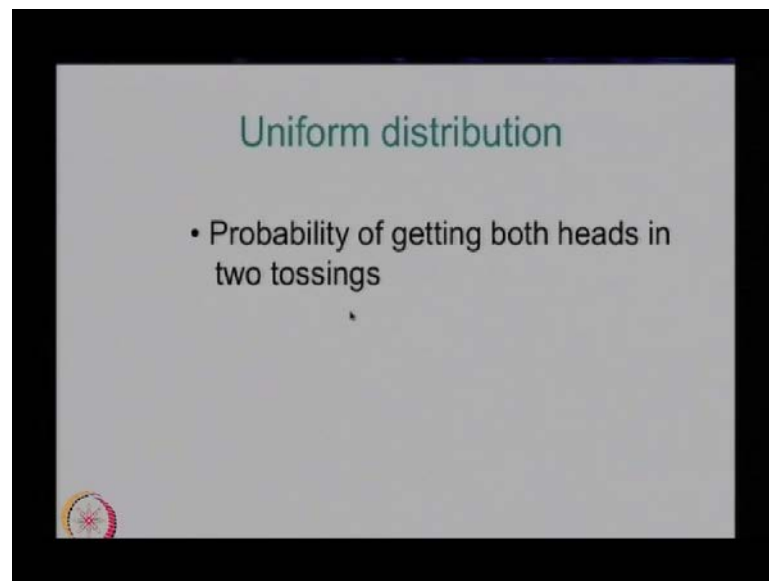 Uniform distribution
• Probability of getting both heads in
two tossings